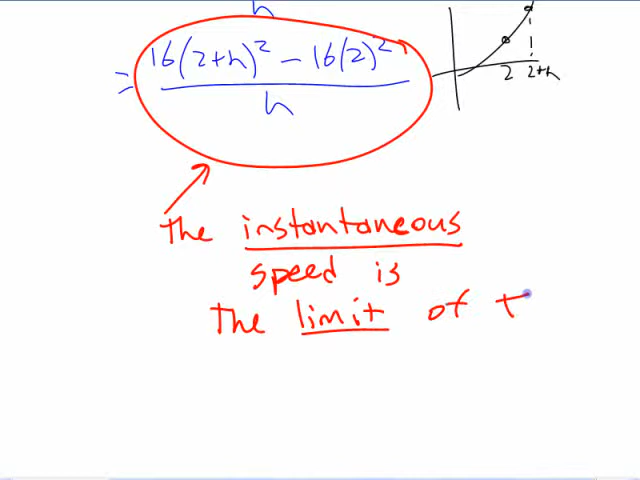 h
= 16(2+h)² - 16(2)²
h
2 2+h
the instantaneous
speed is
the limit of t